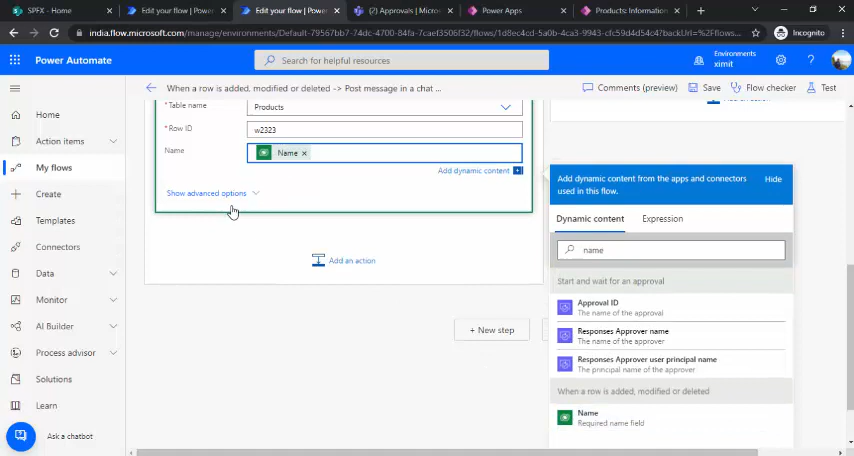 SPFX - Home
Edit your flow | Power
Edit your flow | Power
(2) Approvals | Micros
Power Apps
Products: Information
india.flow.microsoft.com/manage/environments/Default-79567bb7-74dc-4700-84fa-7caef3506f62/flows/1d8ec4cd-5a0b-4ca3-9993-cfc59d4d54c4?backUrl=%2Fflows
Incognito
Power Automate
Search for helpful resources
Environments
ximit
When a row is added, modified or deleted -> Post message in a chat ...
Comments (preview)
Save
Flow checker
Test
Home
Action items
My flows
Create
Templates
Connectors
Data
Monitor
AI Builder
Process advisor
Solutions
Learn
Ask a chatbot
* Table name
Products
* Row ID
w2323
Name
Name
Add dynamic content
Show advanced options
Add an action
+ New step
Add dynamic content from the apps and connectors
used in this flow.
Hide
Dynamic content
Expression
name
Start and wait for an approval
Approval ID
The name of the approval
Responses Approver name
The name of the approver
Responses Approver user principal name
The principal name of the approver
When a row is added, modified or deleted
Name
Required name field